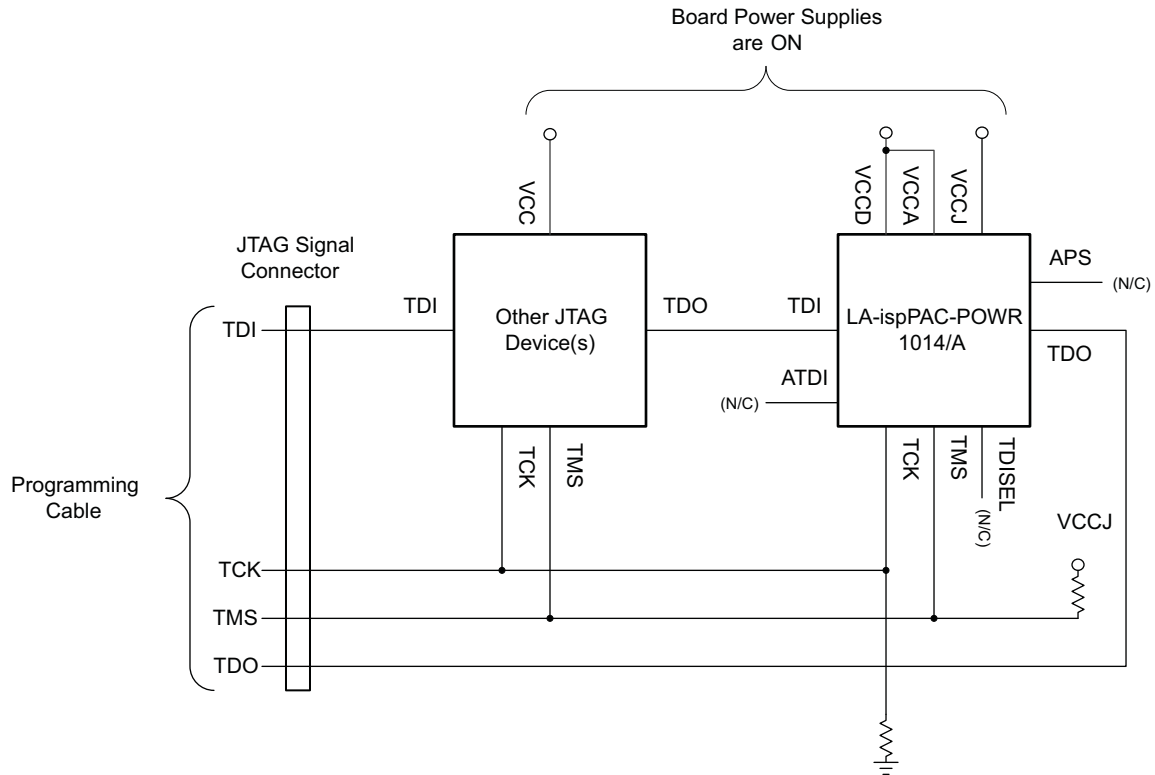 Board Power Supplies
are ON
VCC
VCCD
VCCA
VCCJ
JTAG Signal
Connector
APS
(N/C)
TDI
TDI
Other JTAG
Device(s)
TDO
TDI
LA-ispPAC-POWR
1014/A
TDO
ATDI
(N/C)
TCK
TMS
TCK
TMS
TDISEL
(N/C)
Programming
Cable
VCCJ
TCK
TMS
TDO